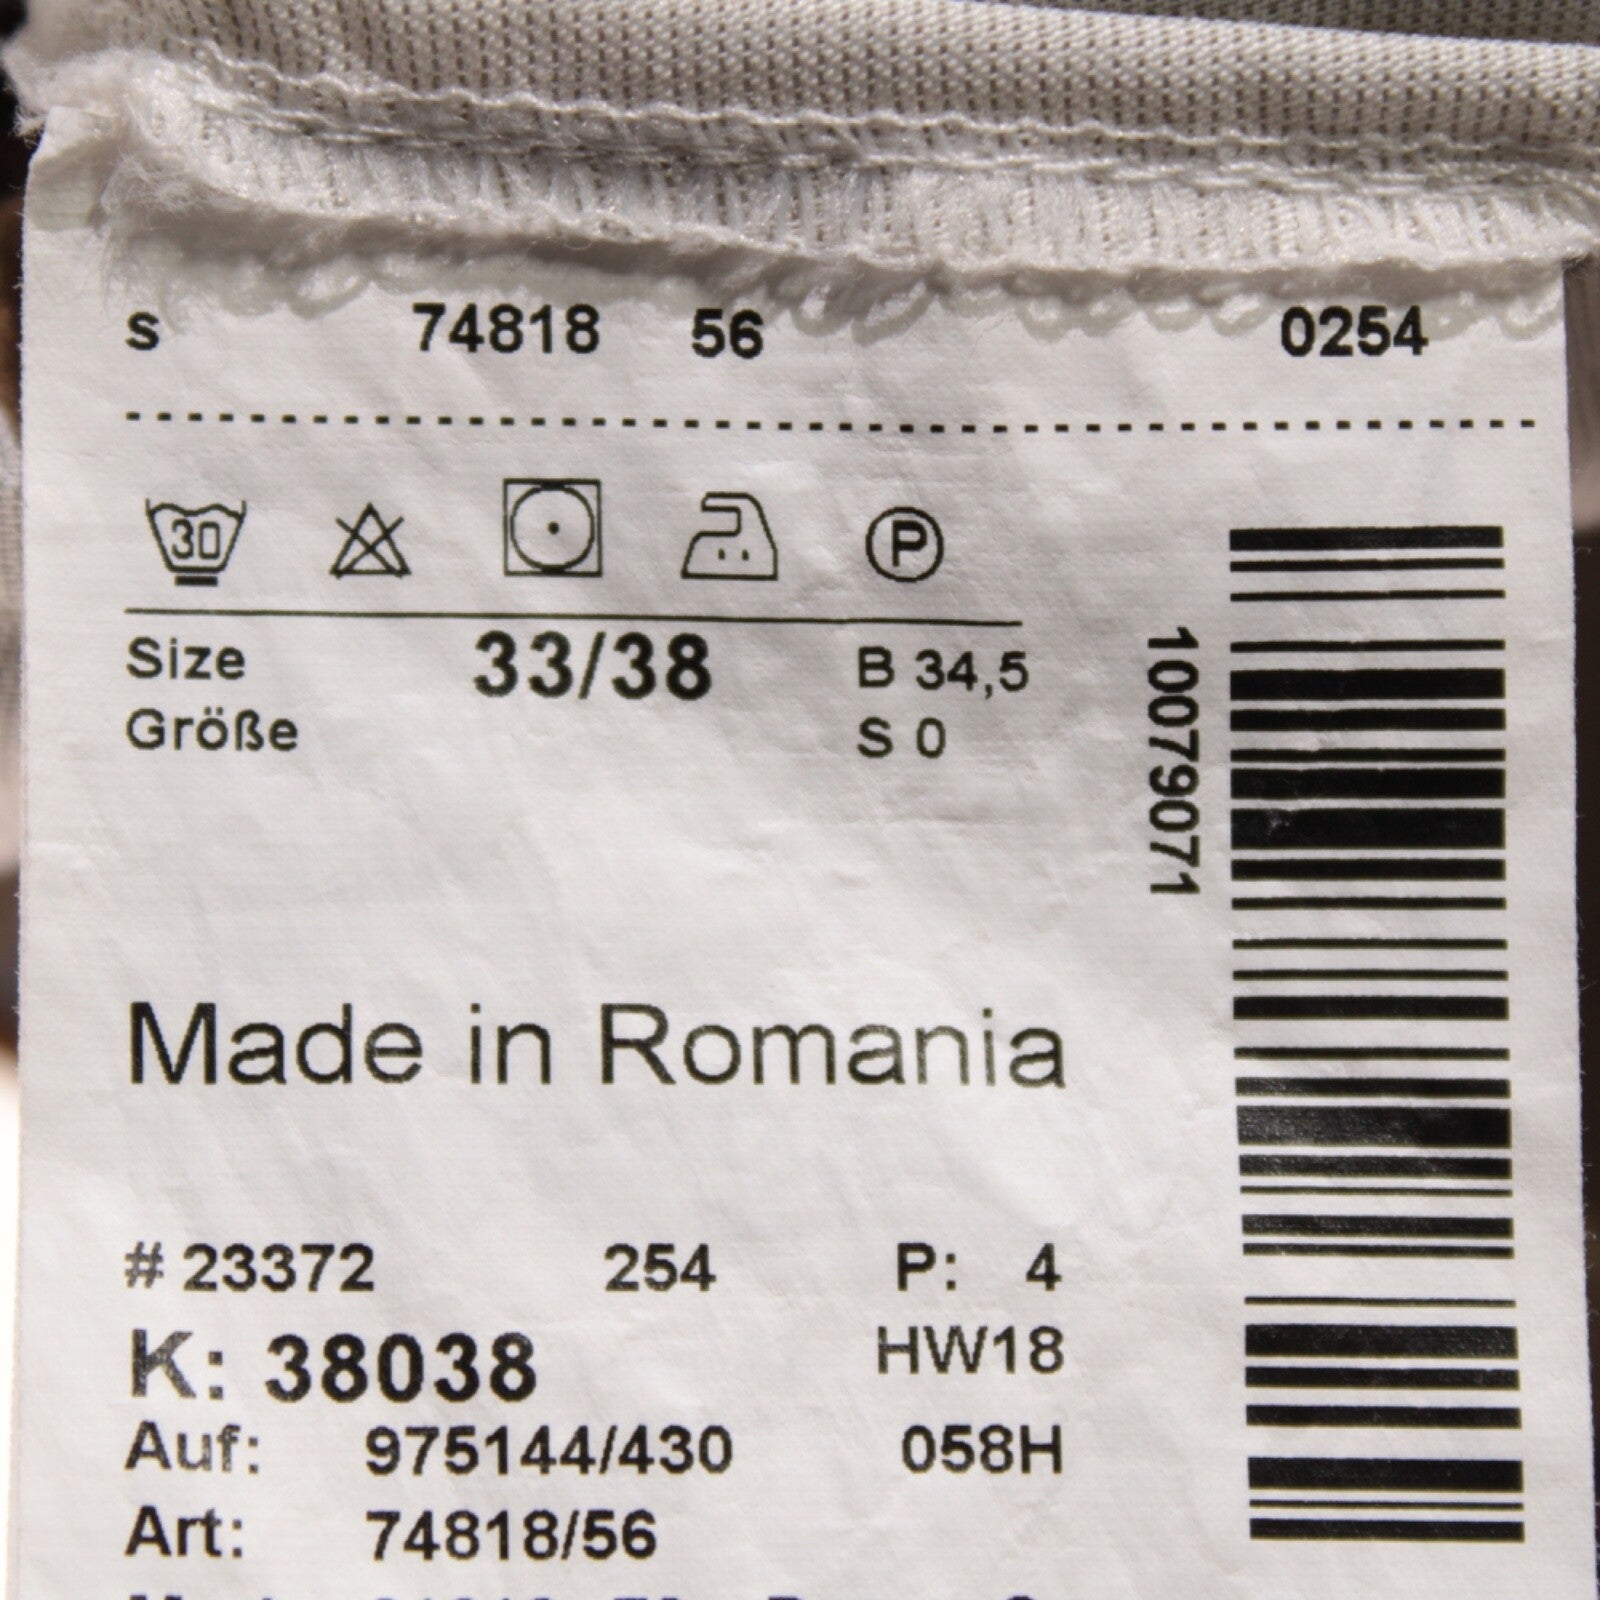 s 74818 56 0254
30 P
Size 33/38 B 34,5
Größe S 0
10079071
Made in Romania
# 23372 254 P: 4
K: 38038 HW18
Auf: 975144/430 058H
Art: 74818/56